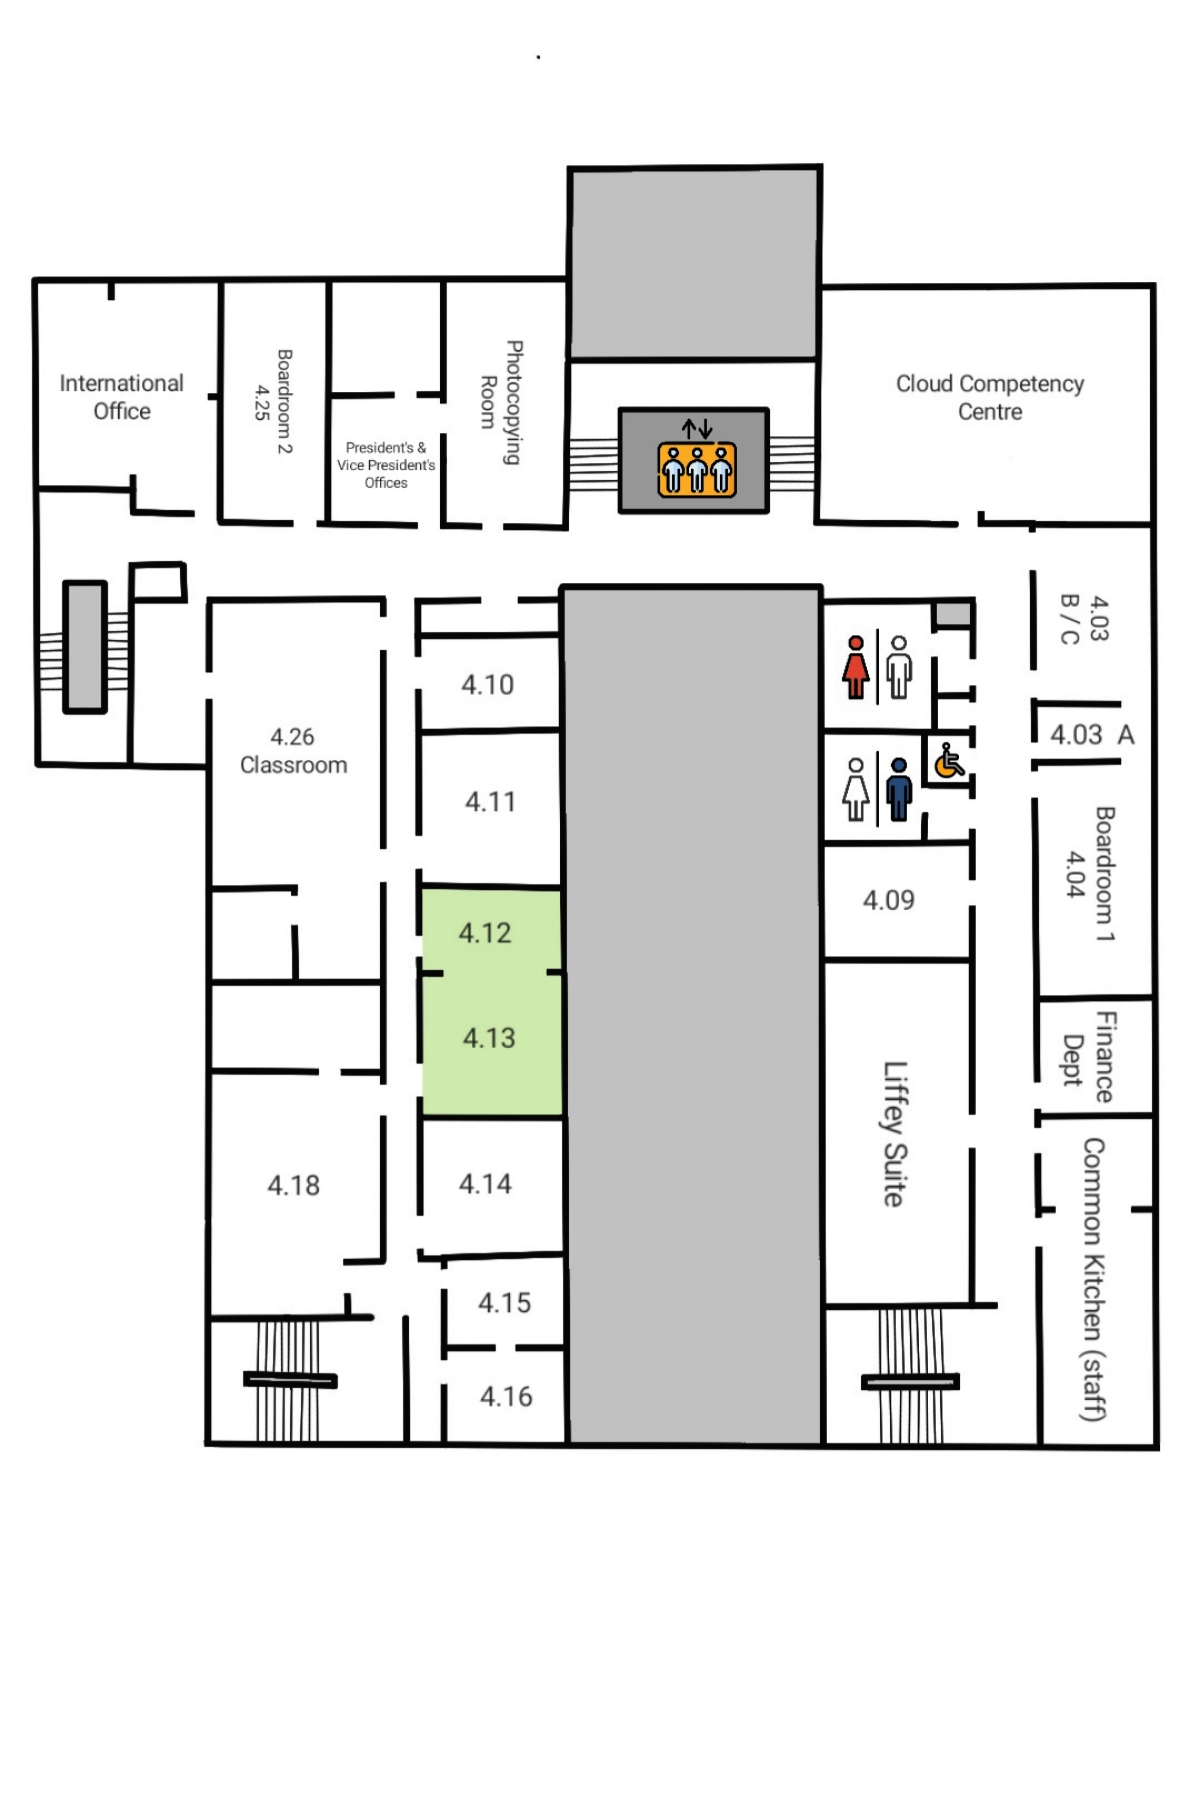 International
Office
Boardroom 2
4.25
President's &
Vice President's
Offices
Photocopying
Room
Cloud Competency
Centre
4.03
B / C
4.03 A
4.10
4.26
Classroom
4.11
Boardroom 1
4.04
4.09
4.12
4.13
Finance
Dept
Liffey Suite
4.14
4.18
Common Kitchen (staff)
4.15
4.16